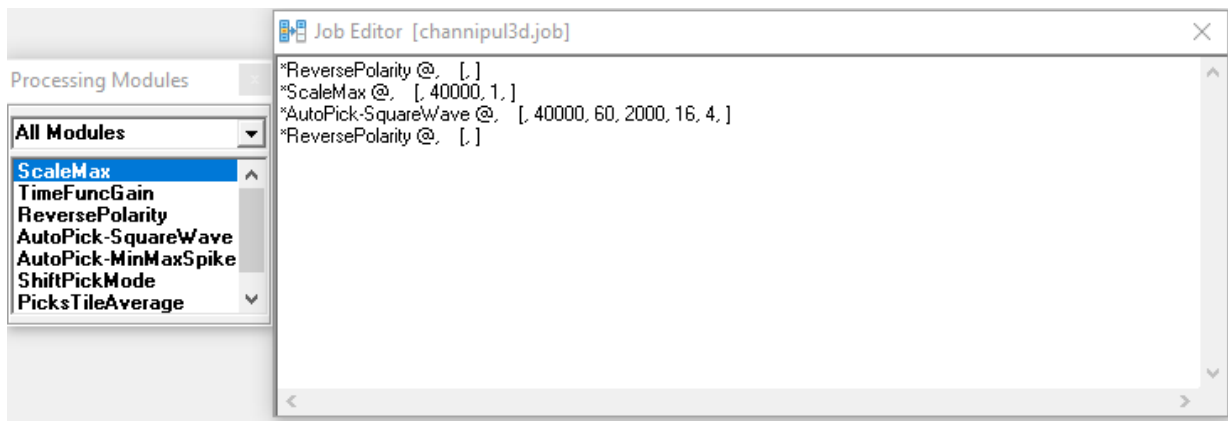 Job Editor [channipul3d.job]
*ReversePolarity @, [, ]
*ScaleMax @, [, 40000, 1, ]
*AutoPick-SquareWave @, [, 40000, 60, 2000, 16, 4, ]
*ReversePolarity @, [, ]
Processing Modules
All Modules
ScaleMax
TimeFuncGain
ReversePolarity
AutoPick-SquareWave
AutoPick-MinMaxSpike
ShiftPickMode
PicksTileAverage